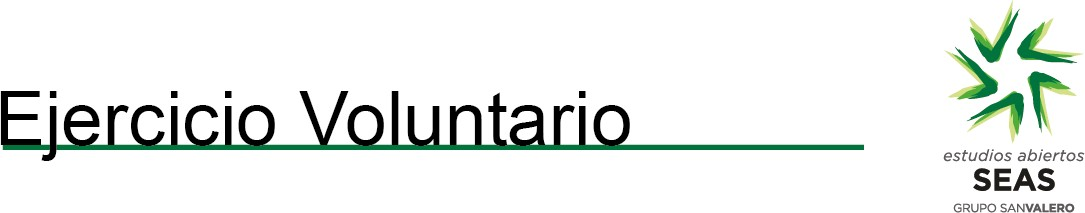 Ejercicio Voluntario
estudios abiertos
SEAS
GRUPO SANVALERO